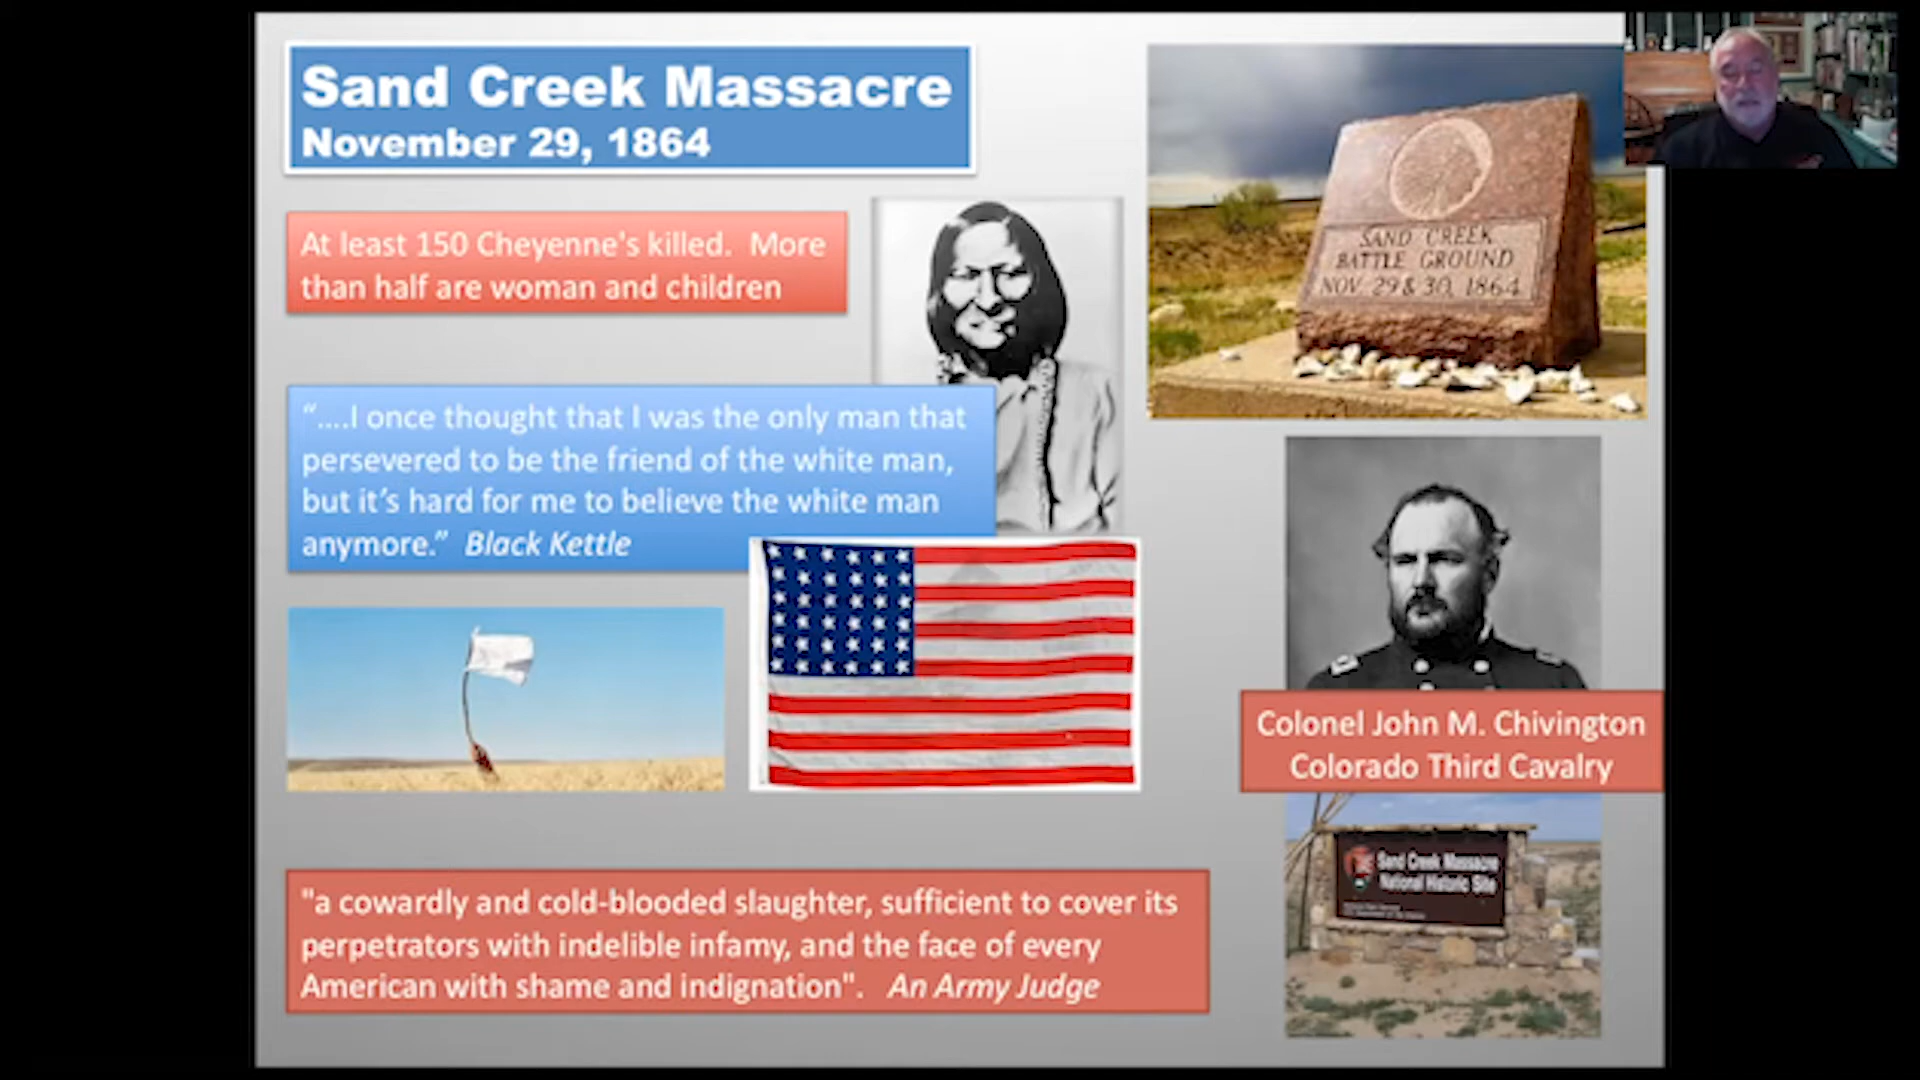 Sand Creek Massacre
November 29, 1864
At least 150 Cheyenne's killed.  More
than half are woman and children
“....I once thought that I was the only man that
persevered to be the friend of the white man,
but it’s hard for me to believe the white man
anymore.”  Black Kettle
SAND CREEK
BATTLE GROUND
NOV 29 & 30, 1864
Colonel John M. Chivington
Colorado Third Cavalry
Sand Creek Massacre
National Historic Site
"a cowardly and cold-blooded slaughter, sufficient to cover its
perpetrators with indelible infamy, and the face of every
American with shame and indignation".   An Army Judge